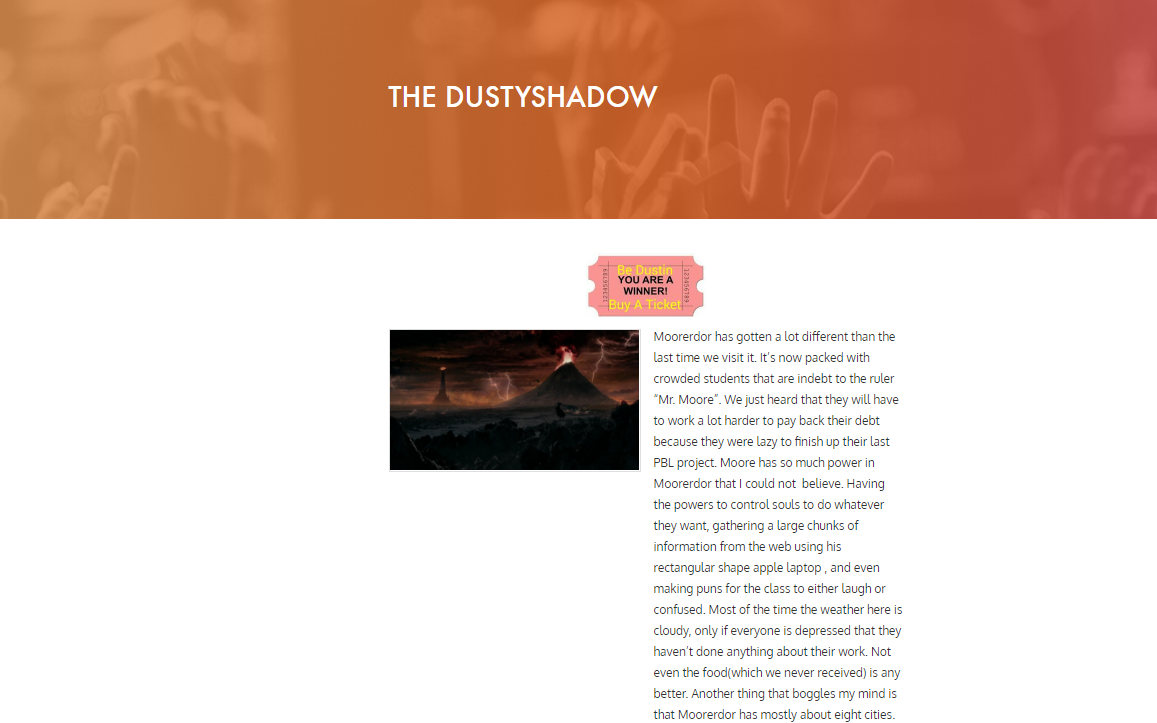 THE DUSTYSHADOW
Be Dustin
YOU ARE A
WINNER!
Buy A Ticket
123456789
123456789
Moorerdor has gotten a lot different than the
last time we visit it. It’s now packed with
crowded students that are indebt to the ruler
“Mr. Moore”. We just heard that they will have
to work a lot harder to pay back their debt
because they were lazy to finish up their last
PBL project. Moore has so much power in
Moorerdor that I could not  believe. Having
the powers to control souls to do whatever
they want, gathering a large chunks of
information from the web using his
rectangular shape apple laptop , and even
making puns for the class to either laugh or
confused. Most of the time the weather here is
cloudy, only if everyone is depressed that they
haven’t done anything about their work. Not
even the food(which we never received) is any
better. Another thing that boggles my mind is
that Moorerdor has mostly about eight cities.